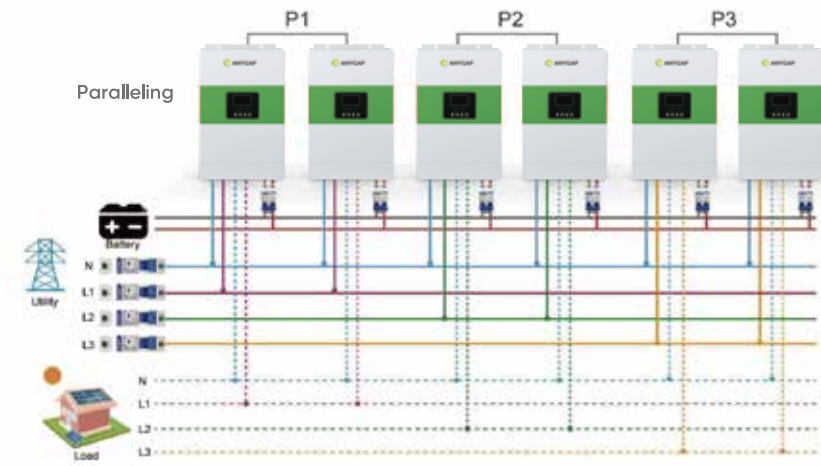 P1 P2 P3
Paralleling
Battery
Utility
N
L1
L2
L3
N
L1
L2
L3
Load